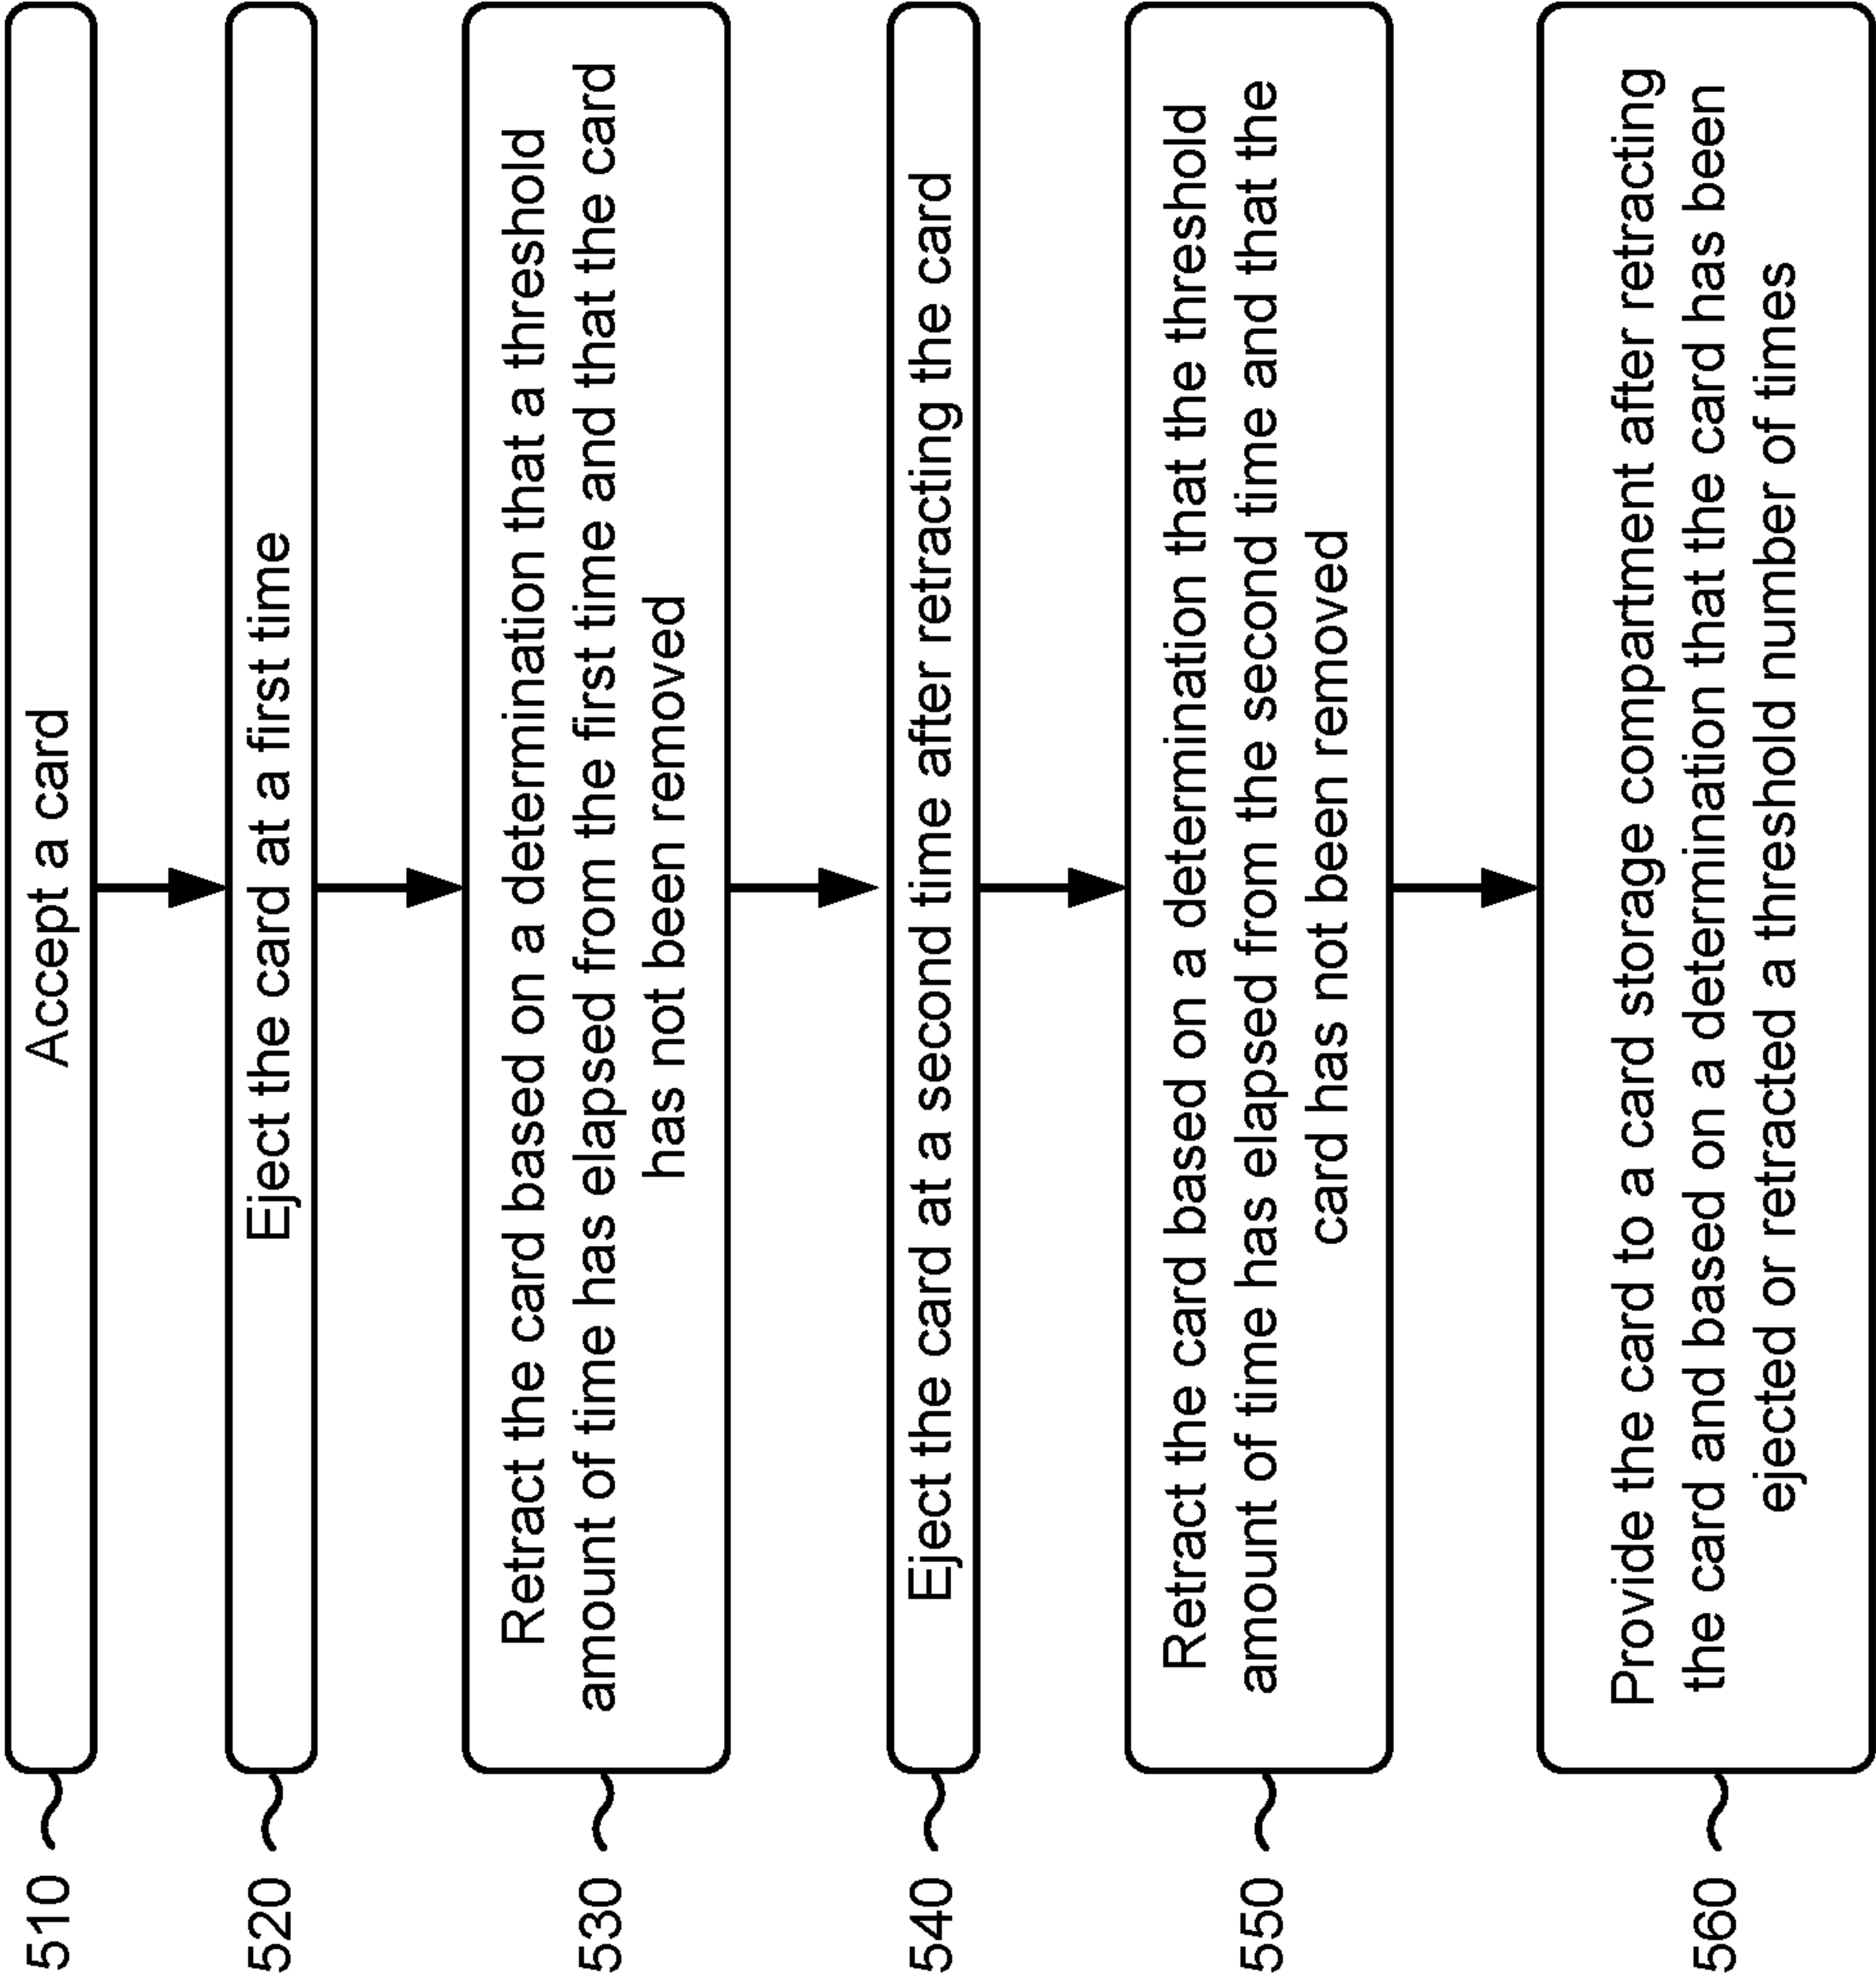 510
Accept a card
520
Eject the card at a first time
530
Retract the card based on a determination that a threshold
amount of time has elapsed from the first time and that the card
has not been removed
540
Eject the card at a second time after retracting the card
550
Retract the card based on a determination that the threshold
amount of time has elapsed from the second time and that the
card has not been removed
560
Provide the card to a card storage compartment after retracting
the card and based on a determination that the card has been
ejected or retracted a threshold number of times